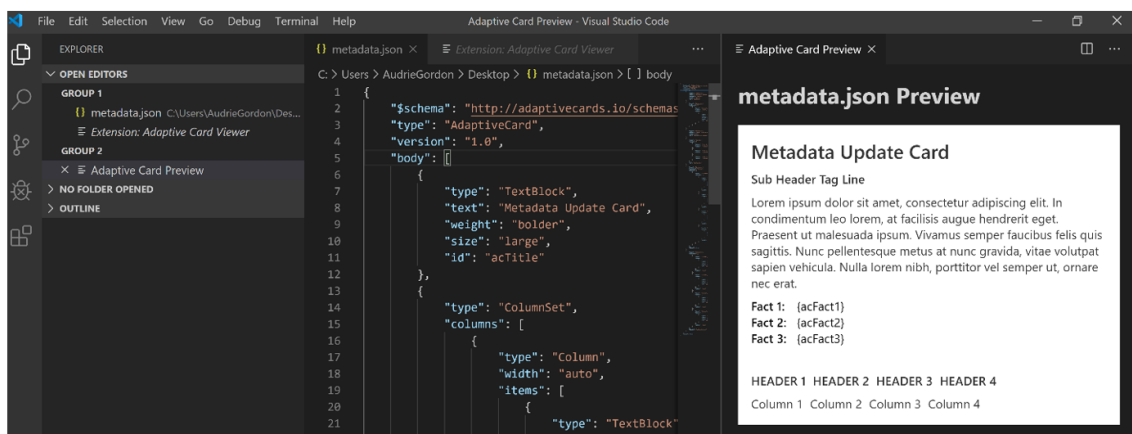 File Edit Selection View Go Debug Terminal Help Adaptive Card Preview - Visual Studio Code
EXPLORER
OPEN EDITORS
GROUP 1
{} metadata.json C:\Users\AudrieGordon\Des...
Extension: Adaptive Card Viewer
GROUP 2
Adaptive Card Preview
NO FOLDER OPENED
OUTLINE
{} metadata.json Extension: Adaptive Card Viewer ...
C: > Users > AudrieGordon > Desktop > {} metadata.json > [ ] body
1 {
2 "$schema": "http://adaptivecards.io/schemas
3 "type": "AdaptiveCard",
4 "version": "1.0",
5 "body": [
6 {
7 "type": "TextBlock",
8 "text": "Metadata Update Card",
9 "weight": "bolder",
10 "size": "large",
11 "id": "acTitle"
12 },
13 {
14 "type": "ColumnSet",
15 "columns": [
16 {
17 "type": "Column",
18 "width": "auto",
19 "items": [
20 {
21 "type": "TextBlock"
Adaptive Card Preview ...
metadata.json Preview
Metadata Update Card
Sub Header Tag Line
Lorem ipsum dolor sit amet, consectetur adipiscing elit. In
condimentum leo lorem, at facilisis augue hendrerit eget.
Praesent ut malesuada ipsum. Vivamus semper faucibus felis quis
sagittis. Nunc pellentesque metus at nunc gravida, vitae volutpat
sapien vehicula. Nulla lorem nibh, porttitor vel semper ut, ornare
nec erat.
Fact 1: {acFact1}
Fact 2: {acFact2}
Fact 3: {acFact3}
HEADER 1 HEADER 2 HEADER 3 HEADER 4
Column 1 Column 2 Column 3 Column 4